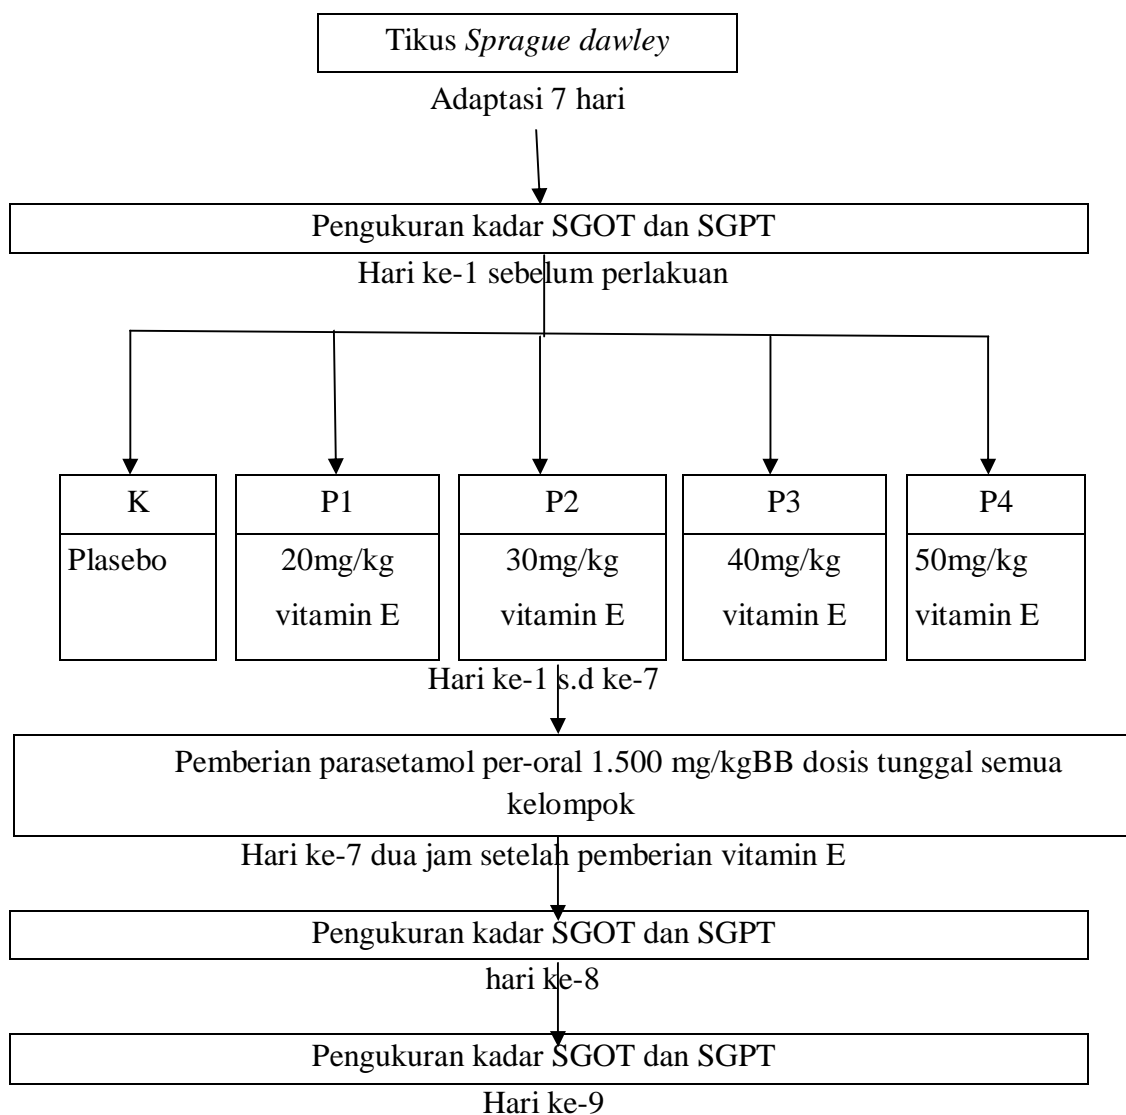 Tikus Sprague dawley
Adaptasi 7 hari
Pengukuran kadar SGOT dan SGPT
Hari ke-1 sebelum perlakuan
K
P1
P2
P3
P4
Plasebo
20mg/kg
vitamin E
30mg/kg
vitamin E
40mg/kg
vitamin E
50mg/kg
vitamin E
Hari ke-1 s.d ke-7
Pemberian parasetamol per-oral 1.500 mg/kgBB dosis tunggal semua
kelompok
Hari ke-7 dua jam setelah pemberian vitamin E
Pengukuran kadar SGOT dan SGPT
hari ke-8
Pengukuran kadar SGOT dan SGPT
Hari ke-9